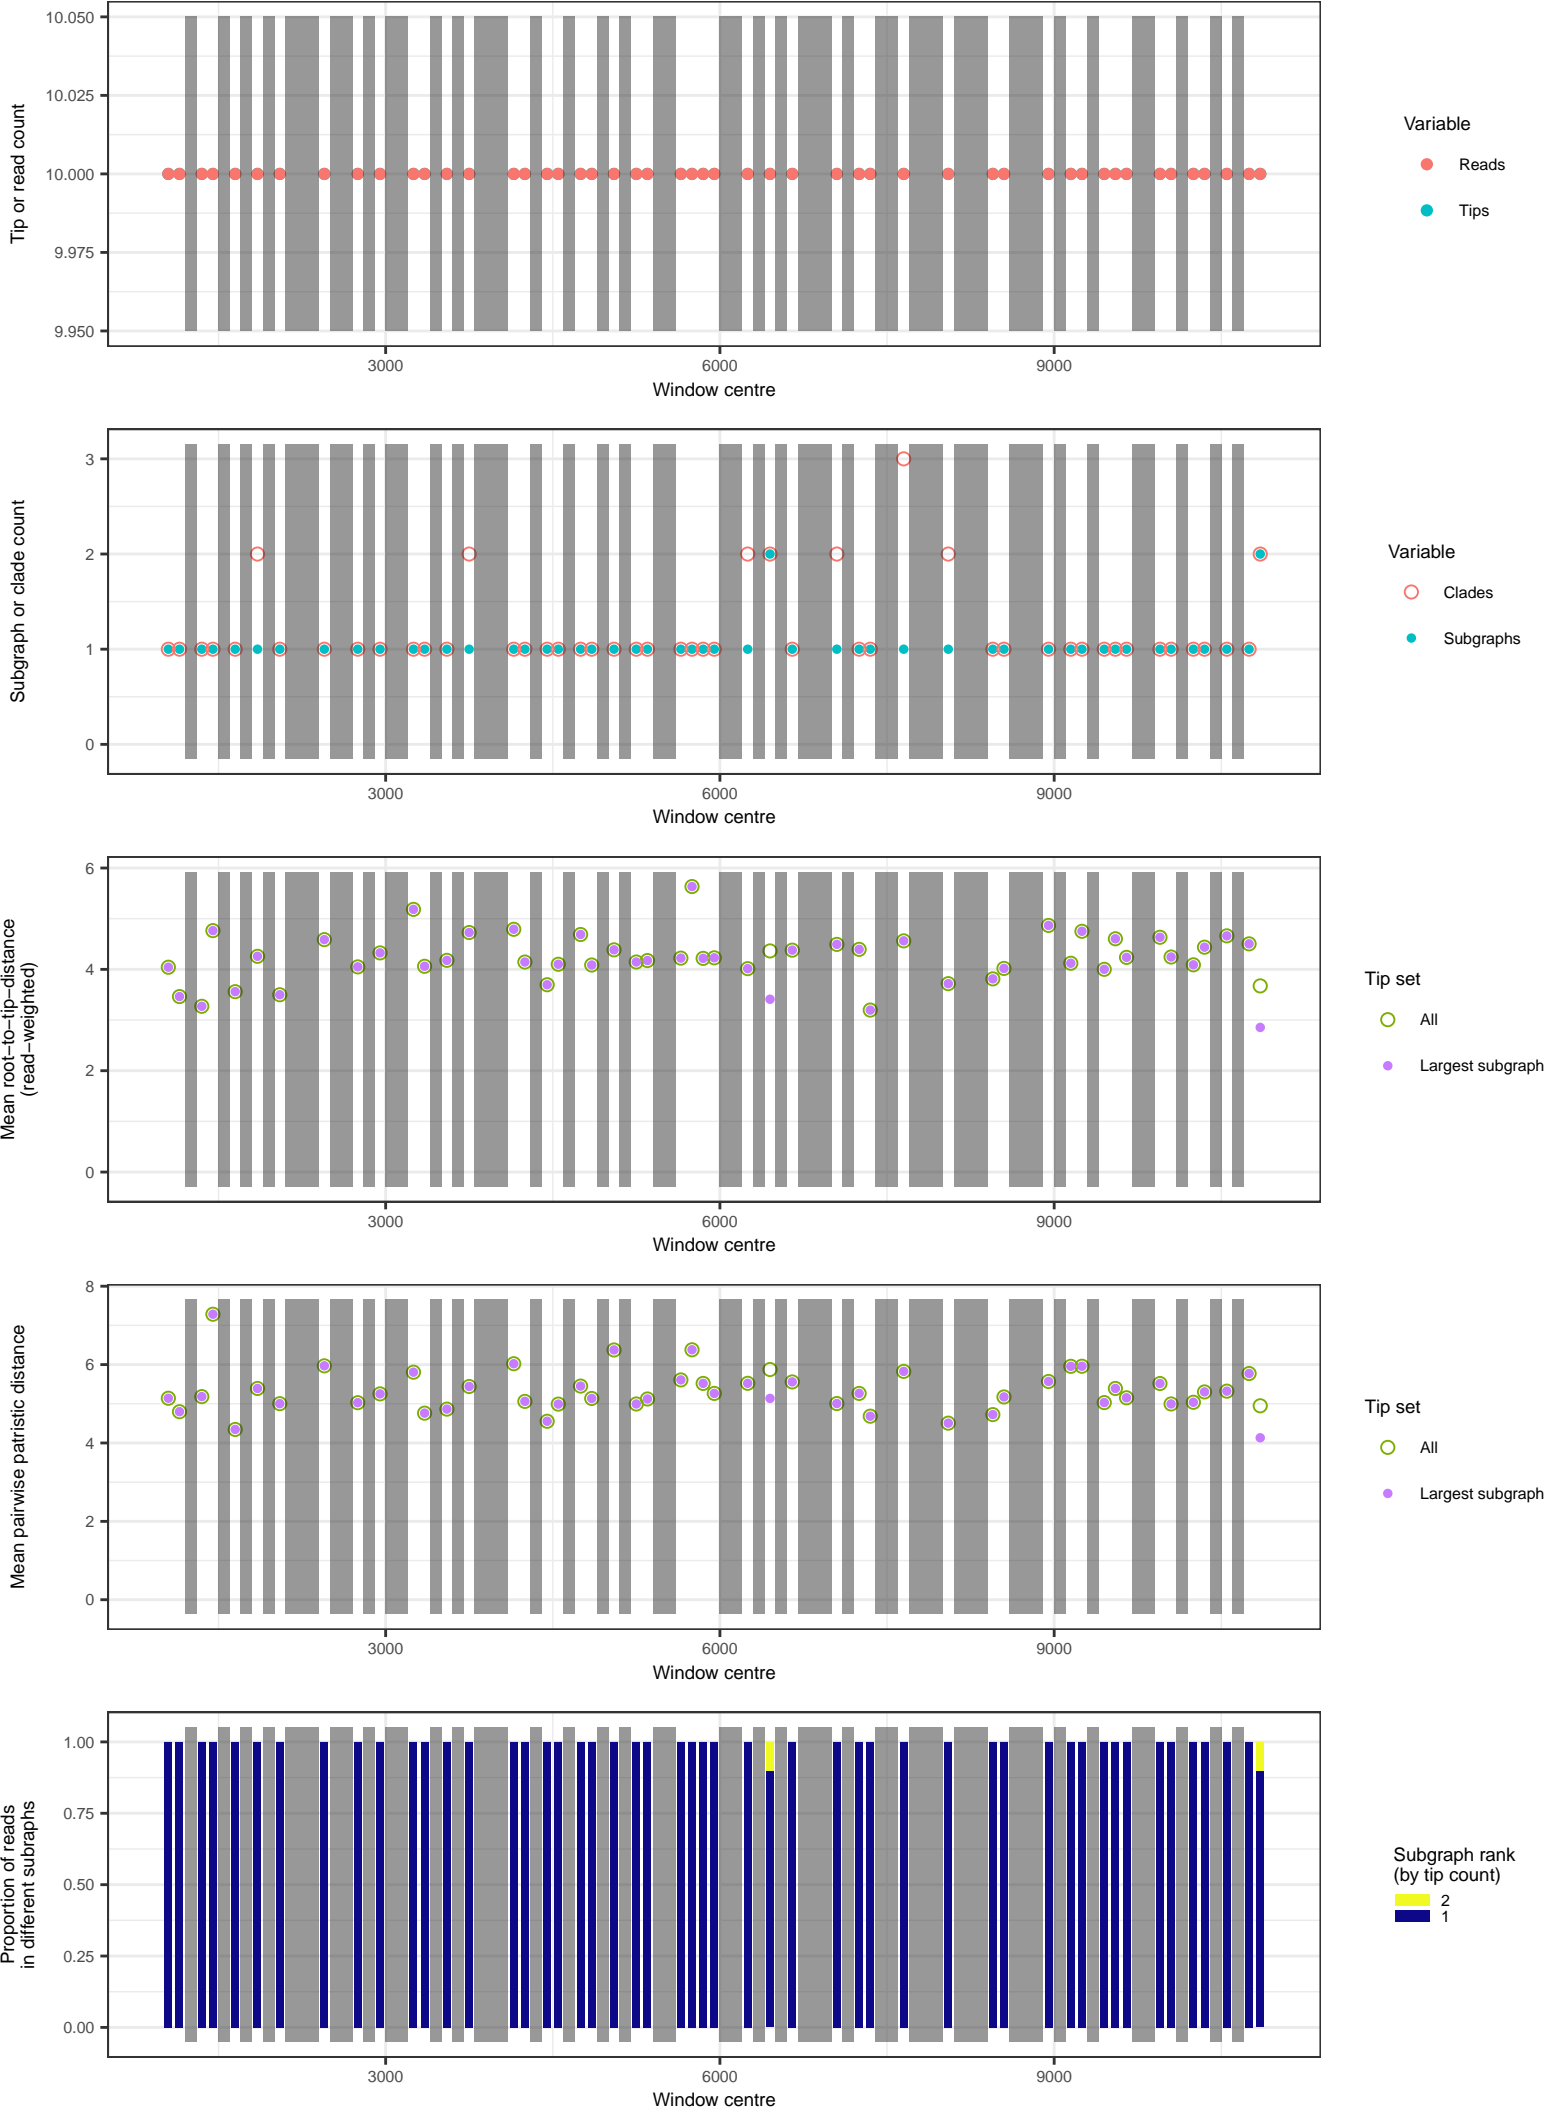 10.050
10.025
10.000
9.975
9.950
Tip or read count
3000
6000
9000
Window centre
Variable
Reads
Tips
3
2
1
0
Subgraph or clade count
3000
6000
9000
Window centre
Variable
Clades
Subgraphs
6
4
2
0
Mean root−to−tip−distance
(read−weighted)
3000
6000
9000
Window centre
Tip set
All
Largest subgraph
8
6
4
2
0
Mean pairwise patristic distance
3000
6000
9000
Window centre
Tip set
All
Largest subgraph
1.00
0.75
0.50
0.25
0.00
Proportion of reads
in different subraphs
3000
6000
9000
Window centre
Subgraph rank
(by tip count)
2
1